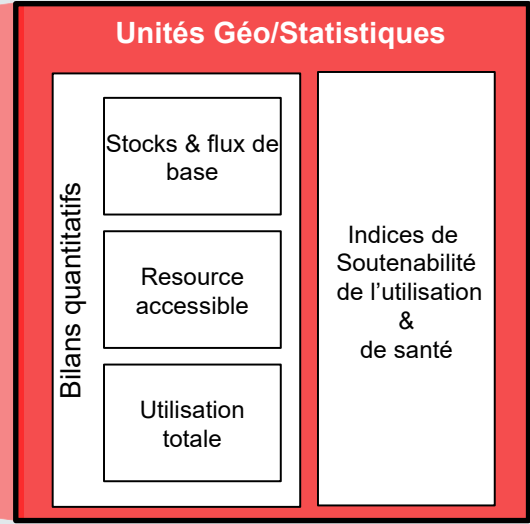 Unités Géo/Statistiques
Bilans quantitatifs
Stocks & flux de
base
Resource
accessible
Utilisation
totale
Indices de
Soutenabilité
de l’utilisation
&
de santé